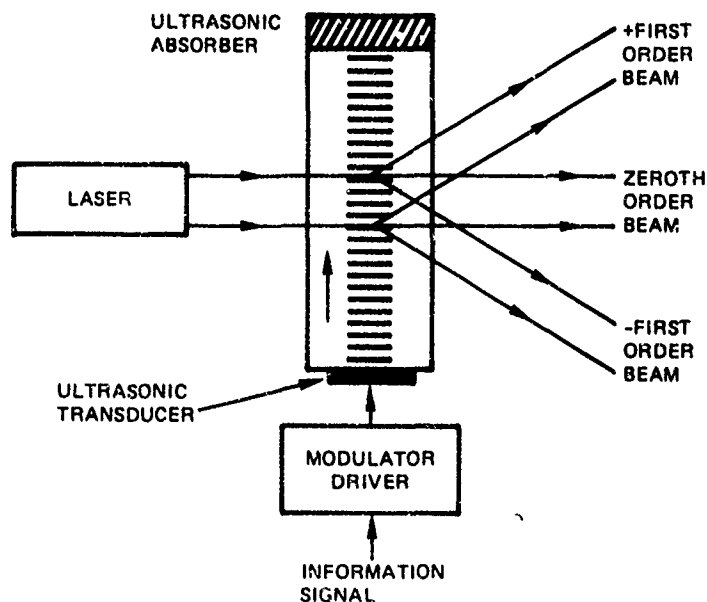 ULTRASONIC
ABSORBER
+FIRST
ORDER
BEAM
LASER
ZEROTH
ORDER
BEAM
-FIRST
ORDER
BEAM
ULTRASONIC
TRANSDUCER
MODULATOR
DRIVER
INFORMATION
SIGNAL